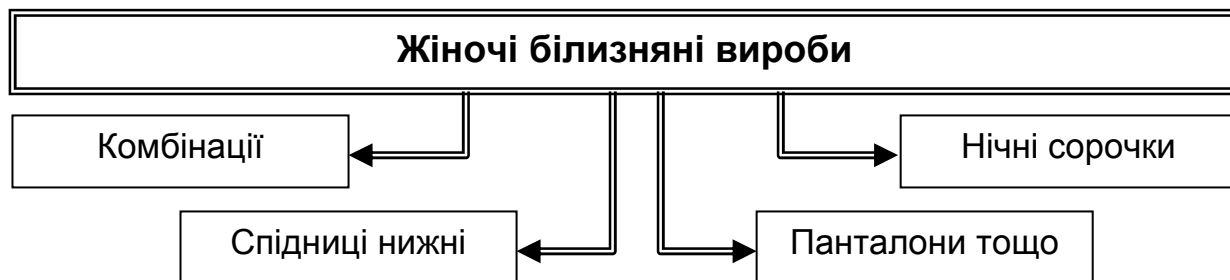 Жіночі білизняні вироби
Комбінації
Нічні сорочки
Спідниці нижні
Панталони тощо